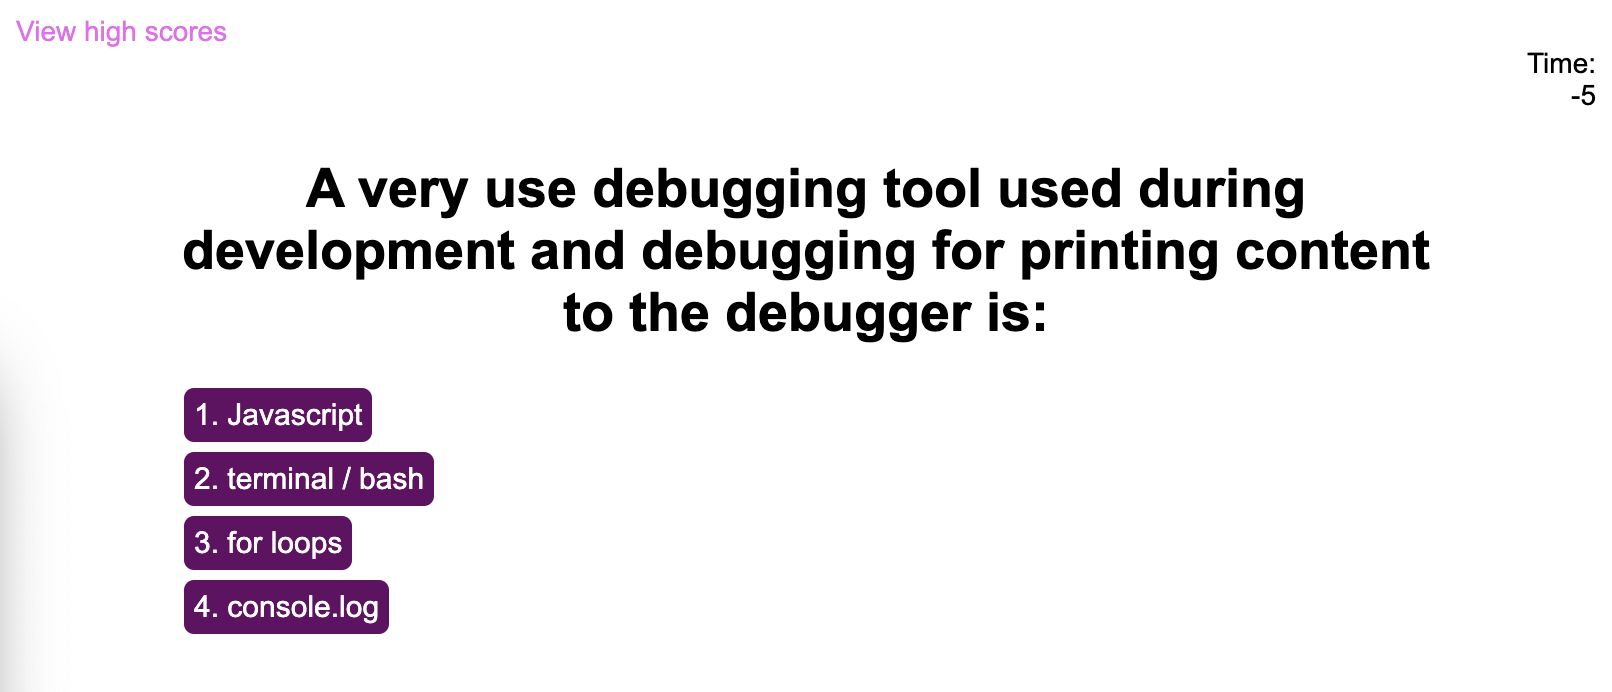 View high scores
Time:
-5
A very use debugging tool used during
development and debugging for printing content
to the debugger is:
1. Javascript
2. terminal / bash
3. for loops
4. console.log